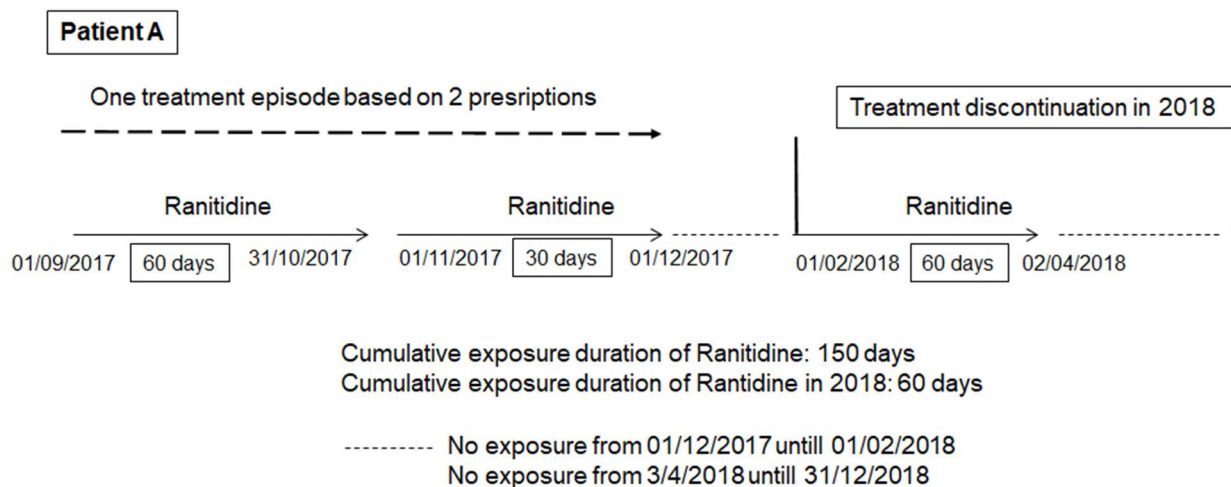 Patient A
One treatment episode based on 2 presriptions
Treatment discontinuation in 2018
Ranitidine
Ranitidine
Ranitidine
01/09/2017 60 days 31/10/2017 01/11/2017 30 days 01/12/2017 01/02/2018 60 days 02/04/2018
Cumulative exposure duration of Ranitidine: 150 days
Cumulative exposure duration of Rantidine in 2018: 60 days
No exposure from 01/12/2017 untill 01/02/2018
No exposure from 3/4/2018 untill 31/12/2018